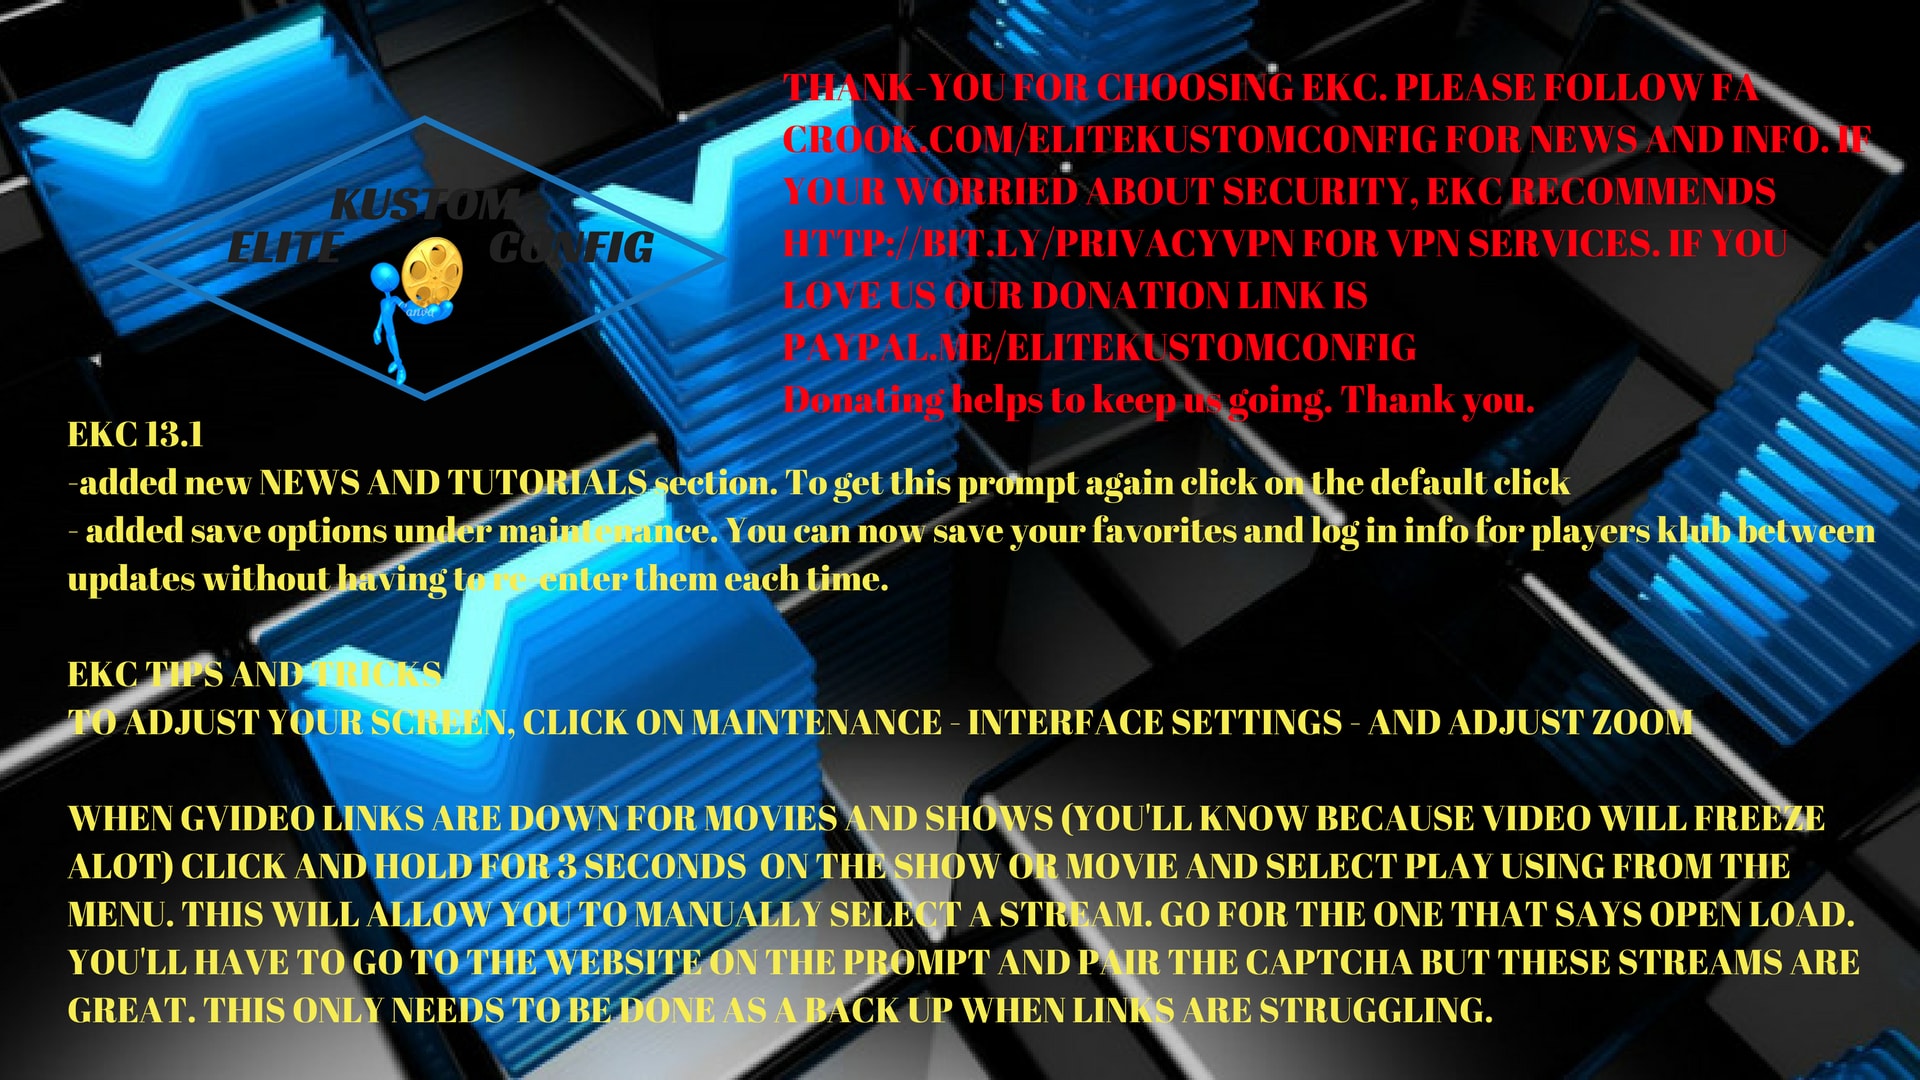 KUSTOM
ELITE CONFIG
anva
THANK-YOU FOR CHOOSING EKC. PLEASE FOLLOW FA
CROOK.COM/ELITEKUSTOMCONFIG FOR NEWS AND INFO. IF
YOUR WORRIED ABOUT SECURITY, EKC RECOMMENDS
HTTP://BIT.LY/PRIVACYVPN FOR VPN SERVICES. IF YOU
LOVE US OUR DONATION LINK IS
PAYPAL.ME/ELITEKUSTOMCONFIG
Donating helps to keep us going. Thank you.
EKC 13.1
-added new NEWS AND TUTORIALS section. To get this prompt again click on the default click
- added save options under maintenance. You can now save your favorites and log in info for players klub between
updates without having to re-enter them each time.
EKC TIPS AND TRICKS
TO ADJUST YOUR SCREEN, CLICK ON MAINTENANCE - INTERFACE SETTINGS - AND ADJUST ZOOM
WHEN GVIDEO LINKS ARE DOWN FOR MOVIES AND SHOWS (YOU'LL KNOW BECAUSE VIDEO WILL FREEZE
ALOT) CLICK AND HOLD FOR 3 SECONDS  ON THE SHOW OR MOVIE AND SELECT PLAY USING FROM THE
MENU. THIS WILL ALLOW YOU TO MANUALLY SELECT A STREAM. GO FOR THE ONE THAT SAYS OPEN LOAD.
YOU'LL HAVE TO GO TO THE WEBSITE ON THE PROMPT AND PAIR THE CAPTCHA BUT THESE STREAMS ARE
GREAT. THIS ONLY NEEDS TO BE DONE AS A BACK UP WHEN LINKS ARE STRUGGLING.